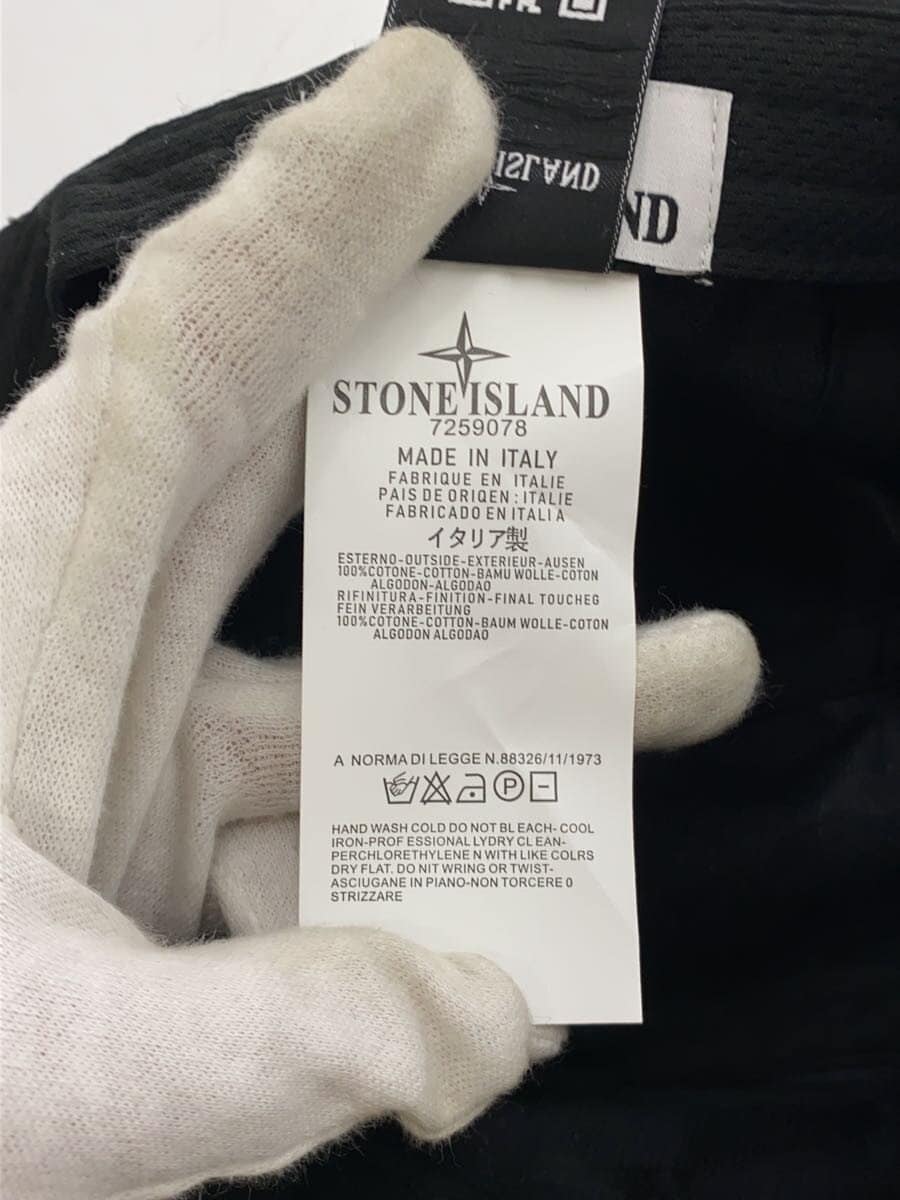 ISLAND
ND
STONE ISLAND
7259078
MADE IN ITALY
FABRIQUE EN ITALIE
PAIS DE ORIQEN : ITALIE
FABRICADO EN ITALI A
イタリア製
ESTERNO-OUTSIDE-EXTERIEUR-AUSEN
100%COTONE-COTTON-BAMU WOLLE-COTON
ALGODON-ALGODAO
RIFINITURA-FINITION-FINAL TOUCHEG
FEIN VERARBEITUNG
100%COTONE-COTTON-BAUM WOLLE-COTON
ALGODON ALGODAO
A NORMA DI LEGGE N.88326/11/1973
P
HAND WASH COLD DO NOT BL EACH- COOL
IRON-PROF ESSIONAL LYDRY CL EAN-
PERCHLORETHYLENE N WITH LIKE COLRS
DRY FLAT. DO NIT WRING OR TWIST-
ASCIUGANE IN PIANO-NON TORCERE 0
STRIZZARE